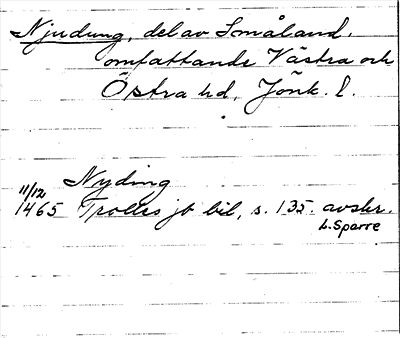 Njudung, del av Småland,
omfattande Västra och
Östra hd, Jönk. l.
Nyding
11/12
1465 Trolles jb bil, s. 135. avskr.
L. Sparre